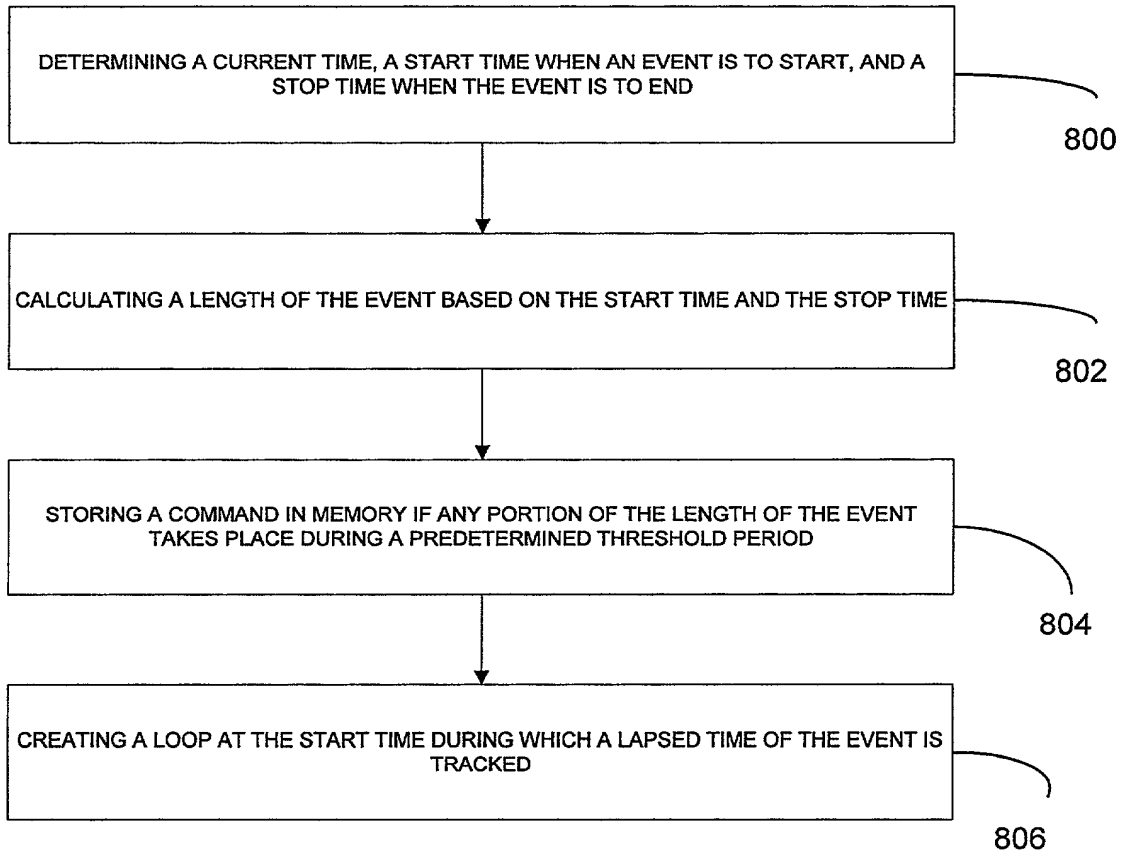 DETERMINING A CURRENT TIME, A START TIME WHEN AN EVENT IS TO START, AND A
STOP TIME WHEN THE EVENT IS TO END
800
CALCULATING A LENGTH OF THE EVENT BASED ON THE START TIME AND THE STOP TIME
802
STORING A COMMAND IN MEMORY IF ANY PORTION OF THE LENGTH OF THE EVENT
TAKES PLACE DURING A PREDETERMINED THRESHOLD PERIOD
804
CREATING A LOOP AT THE START TIME DURING WHICH A LAPSED TIME OF THE EVENT IS
TRACKED
806